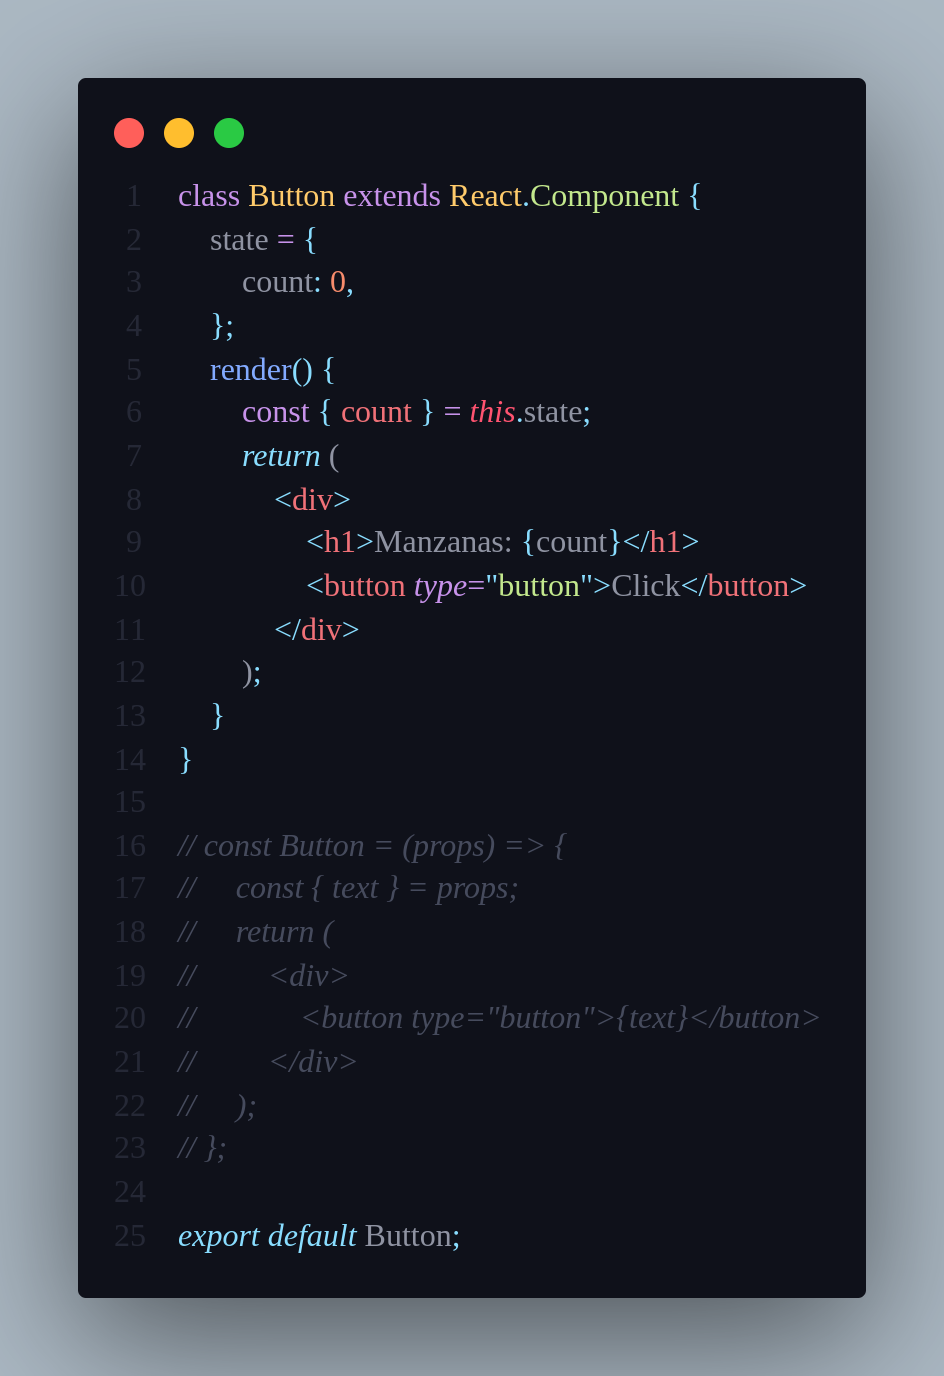 1 class Button extends React.Component {
2 state = {
3 count: 0,
4 };
5 render() {
6 const { count } = this.state;
7 return (
8 <div>
9 <h1>Manzanas: {count}</h1>
10 <button type="button">Click</button>
11 </div>
12 );
13 }
14 }
15
16 // const Button = (props) => {
17 // const { text } = props;
18 // return (
19 // <div>
20 // <button type="button">{text}</button>
21 // </div>
22 // );
23 // };
24
25 export default Button;